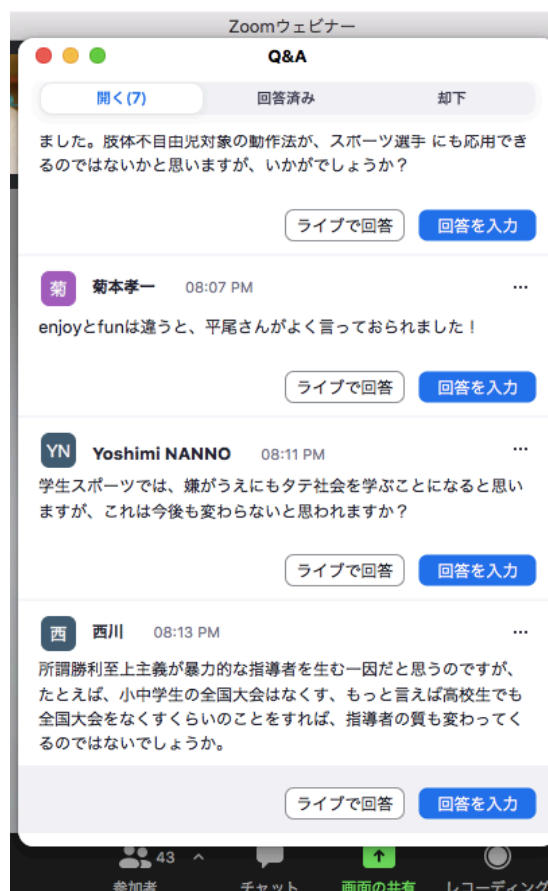 Zoomウェビナー
Q&A
開く(7)
回答済み
却下
ました。肢体不自由児対象の動作法が、スポーツ選手 にも応用でき
るのではないかと思いますが、いかがでしょうか？
ライブで回答
回答を入力
菊
菊本孝一
08:07 PM
...
enjoyとfunは違うと、平尾さんがよく言っておられました！
ライブで回答
回答を入力
YN
Yoshimi NANNO
08:11 PM
...
学生スポーツでは、嫌がうえにもタテ社会を学ぶことになると思い
ますが、これは今後も変わらないと思われますか？
ライブで回答
回答を入力
西
西川
08:13 PM
...
所謂勝利至上主義が暴力的な指導者を生む一因だと思うのですが、
たとえば、小中学生の全国大会はなくす、もっと言えば高校生でも
全国大会をなくすくらいのことをすれば、指導者の質も変わってく
るのではないでしょうか。
ライブで回答
回答を入力
43
参加者
チャット
画面の共有
レコーディング